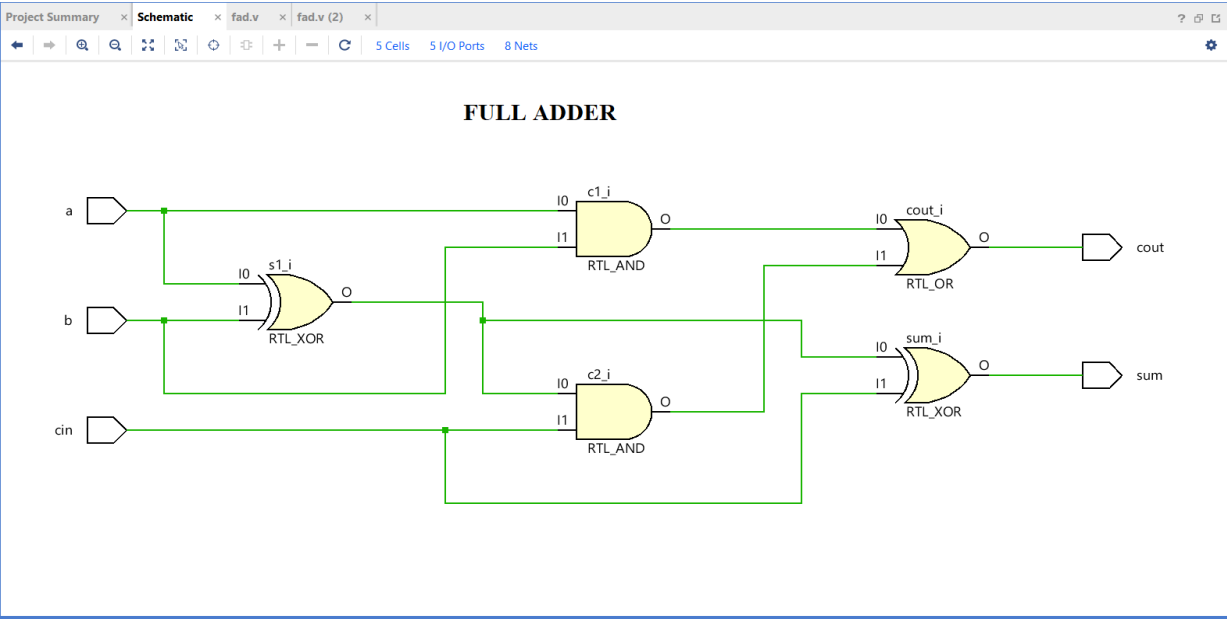 Project Summary × Schematic × fad.v × fad.v (2) × ?
5 Cells 5 I/O Ports 8 Nets
FULL ADDER
c1_i
I0
a
O
I1
RTL_AND
cout_i
I0
O
cout
I1
RTL_OR
s1_i
I0
O
b
I1
RTL_XOR
sum_i
I0
O
sum
I1
RTL_XOR
c2_i
I0
O
cin
I1
RTL_AND